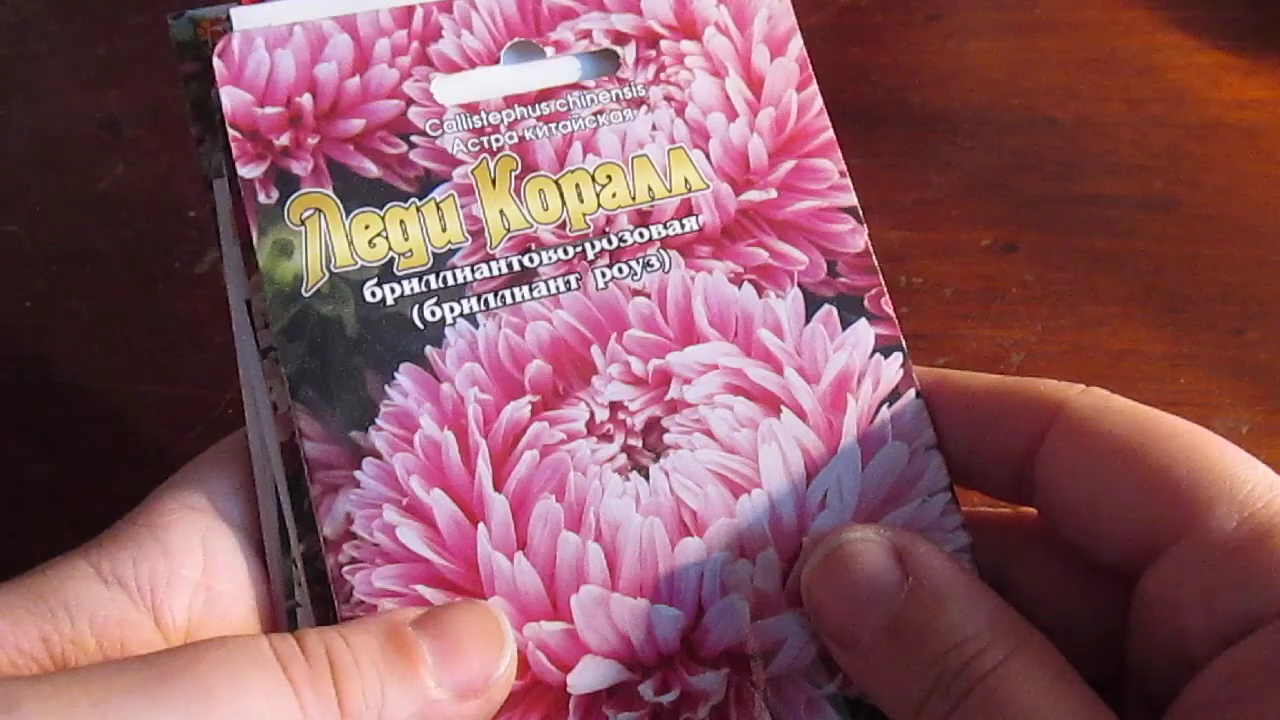 Callistephus chinensis
Астра китайская
Леди Коралл
бриллиантово-розовая
(бриллиант роуз)